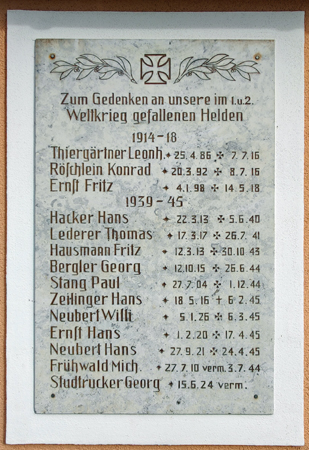 Zum Gedenken an unsere im 1. u. 2.
Weltkrieg gefallenen Helden
1914-18
Thiergärtner Leonh. ✦ 25.4.86 ✠ 7.7.16
Röschlein Konrad ✦ 20.3.92 ✠ 8.7.16
Ernst Fritz ✦ 4.1.98 ✠ 14.5.18
1939-45
Hacker Hans ✦ 22.3.13 ✠ 5.6.40
Lederer Thomas ✦ 17.3.17 ✠ 26.7.41
Hausmann Fritz ✦ 12.3.13 ✠ 30.10.43
Bergler Georg ✦ 12.10.15 ✠ 26.6.44
Stang Paul ✦ 27.7.04 ✠ 1.12.44
Zeitinger Hans ✦ 18.5.16 ✠ 6.2.45
Neubert Willi ✦ 5.1.26 ✠ 6.3.45
Ernst Hans ✦ 1.2.20 ✠ 17.4.45
Neubert Hans ✦ 27.9.21 ✠ 24.4.45
Frühwald Mich. ✦ 27.7.10 verm. 3.7.44
Studtrucker Georg ✦ 15.6.24 verm.